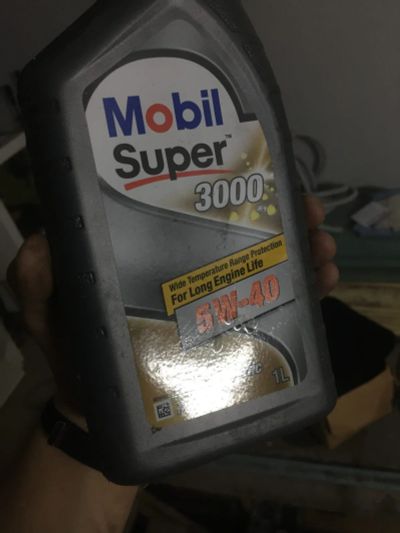 Mobil
Super™
3000
Wide Temperature Range Protection
For Long Engine Life
5W-40
1L